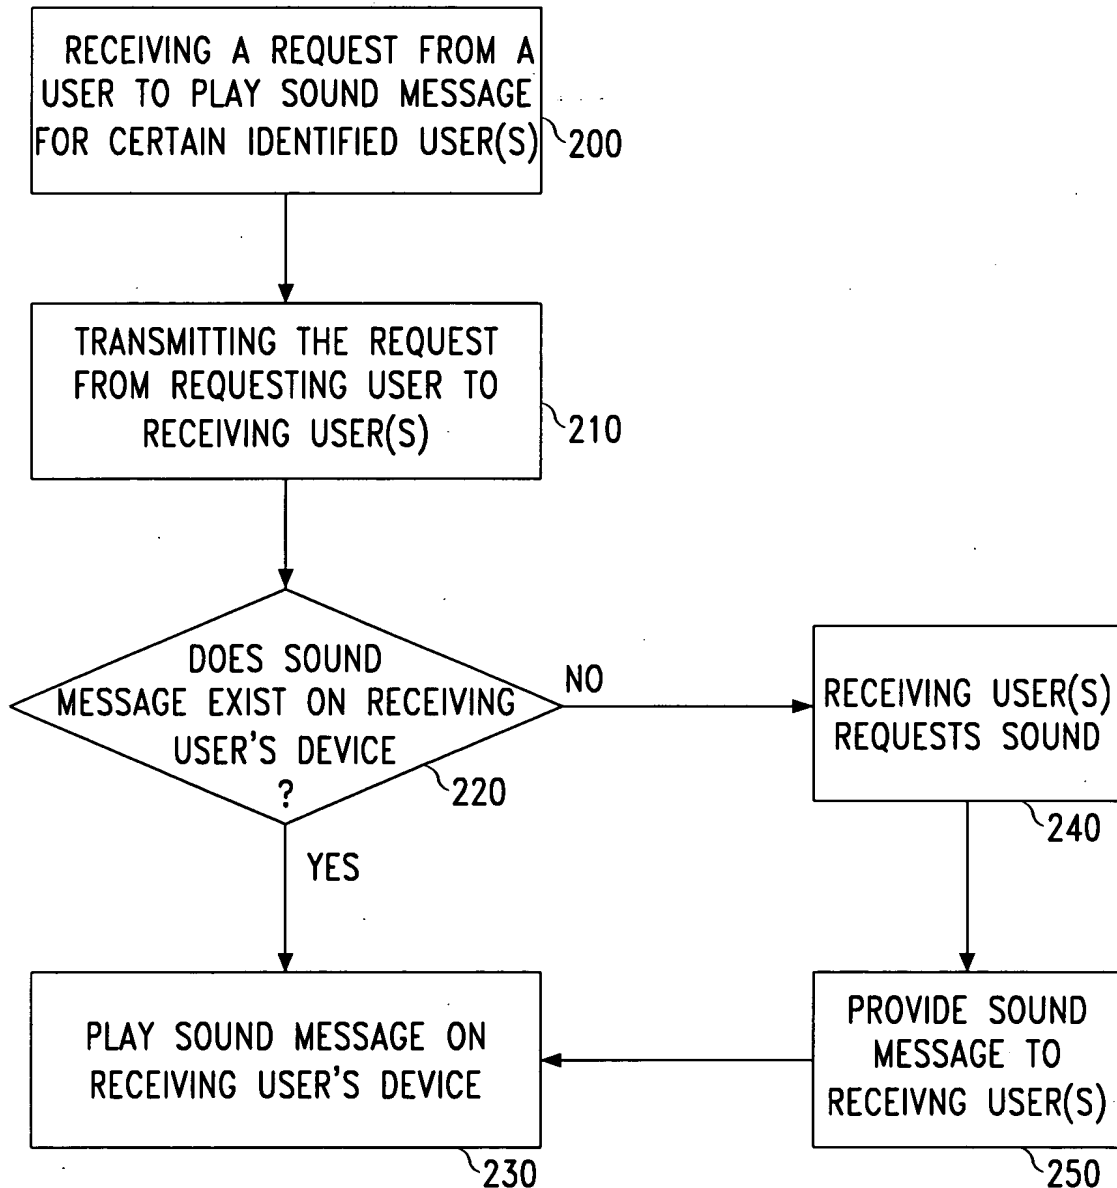 RECEIVING A REQUEST FROM A
USER TO PLAY SOUND MESSAGE
FOR CERTAIN IDENTIFIED USER(S)
200
TRANSMITTING THE REQUEST
FROM REQUESTING USER TO
RECEIVING USER(S)
210
DOES SOUND
MESSAGE EXIST ON RECEIVING
USER'S DEVICE
?
220
NO
YES
RECEIVING USER(S)
REQUESTS SOUND
240
PROVIDE SOUND
MESSAGE TO
RECEIVNG USER(S)
250
PLAY SOUND MESSAGE ON
RECEIVING USER'S DEVICE
230